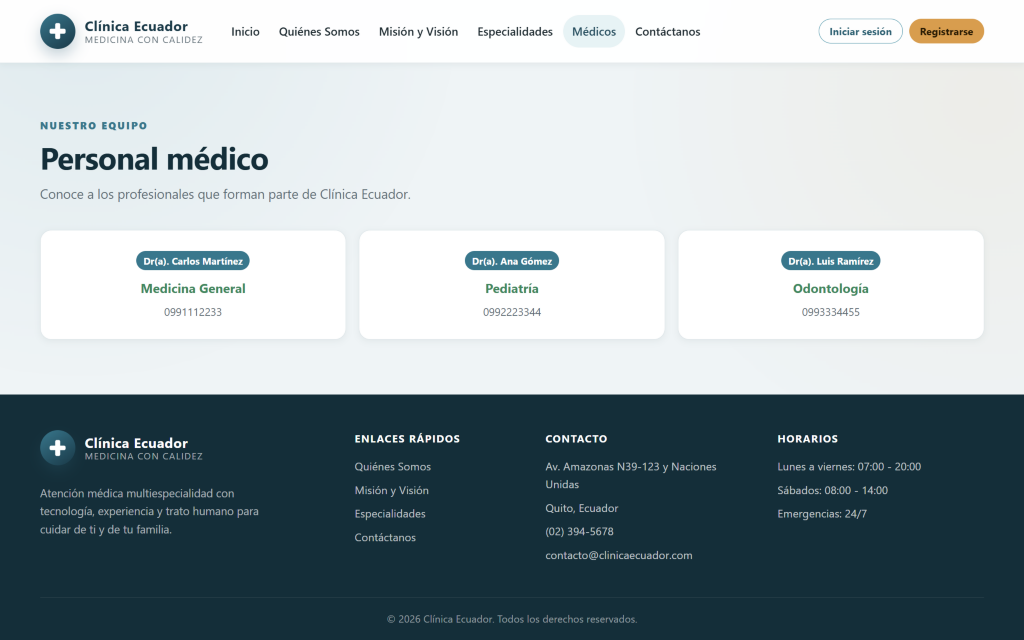 Clínica Ecuador
MEDICINA CON CALIDEZ
Inicio
Quiénes Somos
Misión y Visión
Especialidades
Médicos
Contáctanos
Iniciar sesión
Registrarse
NUESTRO EQUIPO
Personal médico
Conoce a los profesionales que forman parte de Clínica Ecuador.
Dr(a). Carlos Martínez
Medicina General
0991112233
Dr(a). Ana Gómez
Pediatría
0992223344
Dr(a). Luis Ramírez
Odontología
0993334455
Clínica Ecuador
MEDICINA CON CALIDEZ
Atención médica multiespecialidad con
tecnología, experiencia y trato humano para
cuidar de ti y de tu familia.
ENLACES RÁPIDOS
Quiénes Somos
Misión y Visión
Especialidades
Contáctanos
CONTACTO
Av. Amazonas N39-123 y Naciones
Unidas
Quito, Ecuador
(02) 394-5678
contacto@clinicaecuador.com
HORARIOS
Lunes a viernes: 07:00 - 20:00
Sábados: 08:00 - 14:00
Emergencias: 24/7
© 2026 Clínica Ecuador. Todos los derechos reservados.